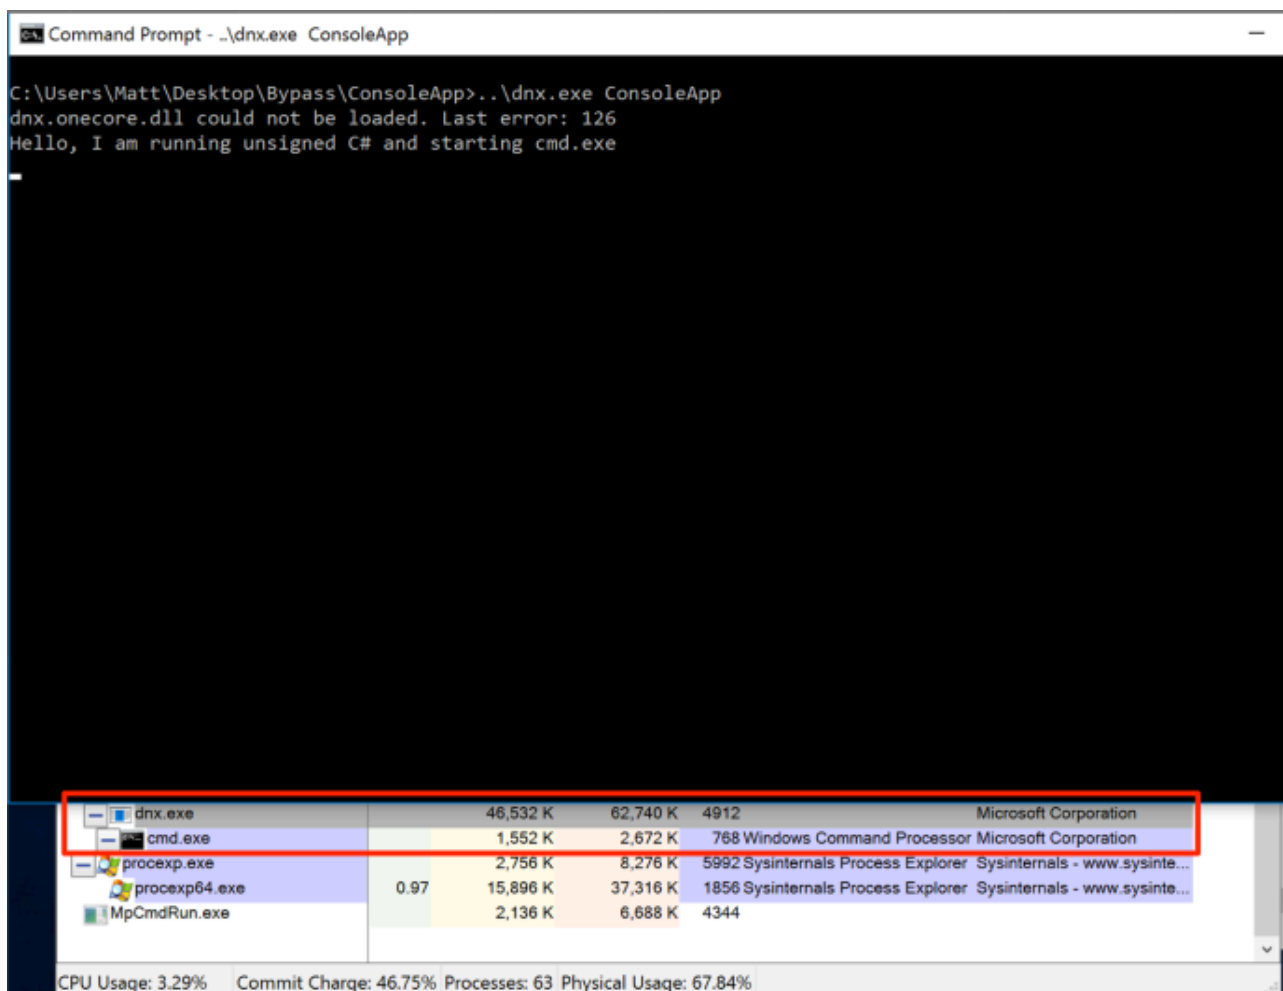 Command Prompt - ..\dnx.exe  ConsoleApp
C:\Users\Matt\Desktop\Bypass\ConsoleApp>..\dnx.exe ConsoleApp
dnx.onecore.dll could not be loaded. Last error: 126
Hello, I am running unsigned C# and starting cmd.exe
dnx.exe 46,532 K 62,740 K 4912 Microsoft Corporation
cmd.exe 1,552 K 2,672 K 768 Windows Command Processor Microsoft Corporation
procexp.exe 2,756 K 8,276 K 5992 Sysinternals Process Explorer Sysinternals - www.sysinte...
procexp64.exe 0.97 15,896 K 37,316 K 1856 Sysinternals Process Explorer Sysinternals - www.sysinte...
MpCmdRun.exe 2,136 K 6,688 K 4344
CPU Usage: 3.29% Commit Charge: 46.75% Processes: 63 Physical Usage: 67.84%